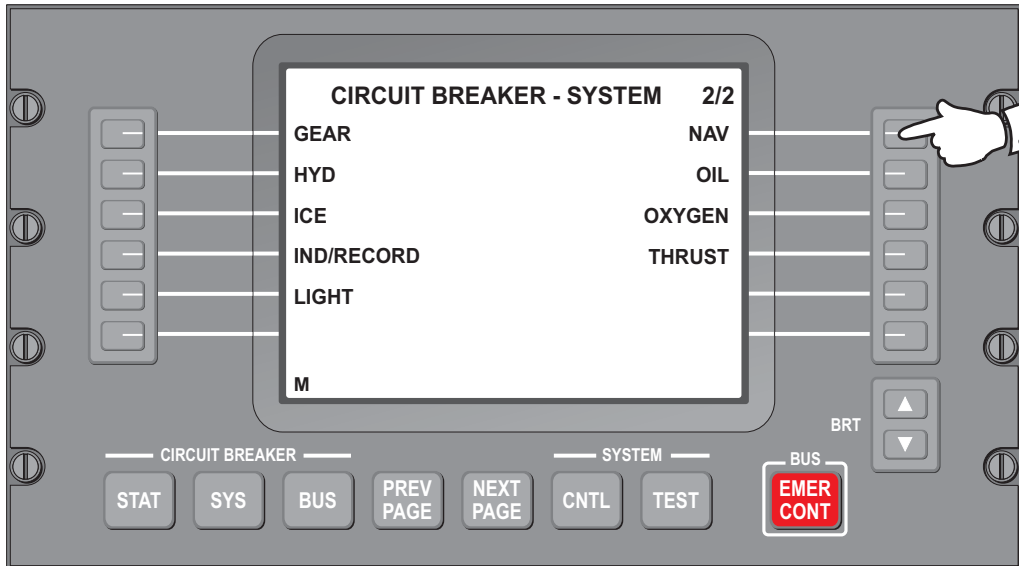 CIRCUIT BREAKER - SYSTEM 2/2
GEAR NAV
HYD OIL
ICE OXYGEN
IND/RECORD THRUST
LIGHT
M
BRT
CIRCUIT BREAKER SYSTEM BUS
STAT SYS BUS PREV PAGE NEXT PAGE CNTL TEST EMER CONT